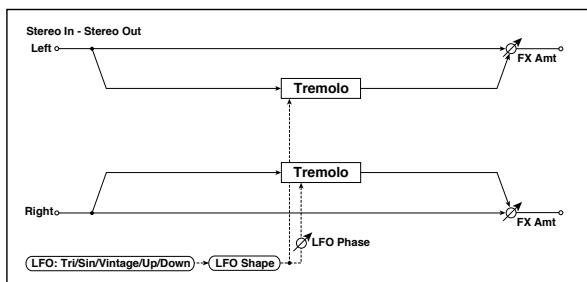 Stereo In - Stereo Out
Left
FX Amt
Tremolo
Tremolo
Right
FX Amt
LFO Phase
LFO: Tri/Sin/Vintage/Up/Down
LFO Shape